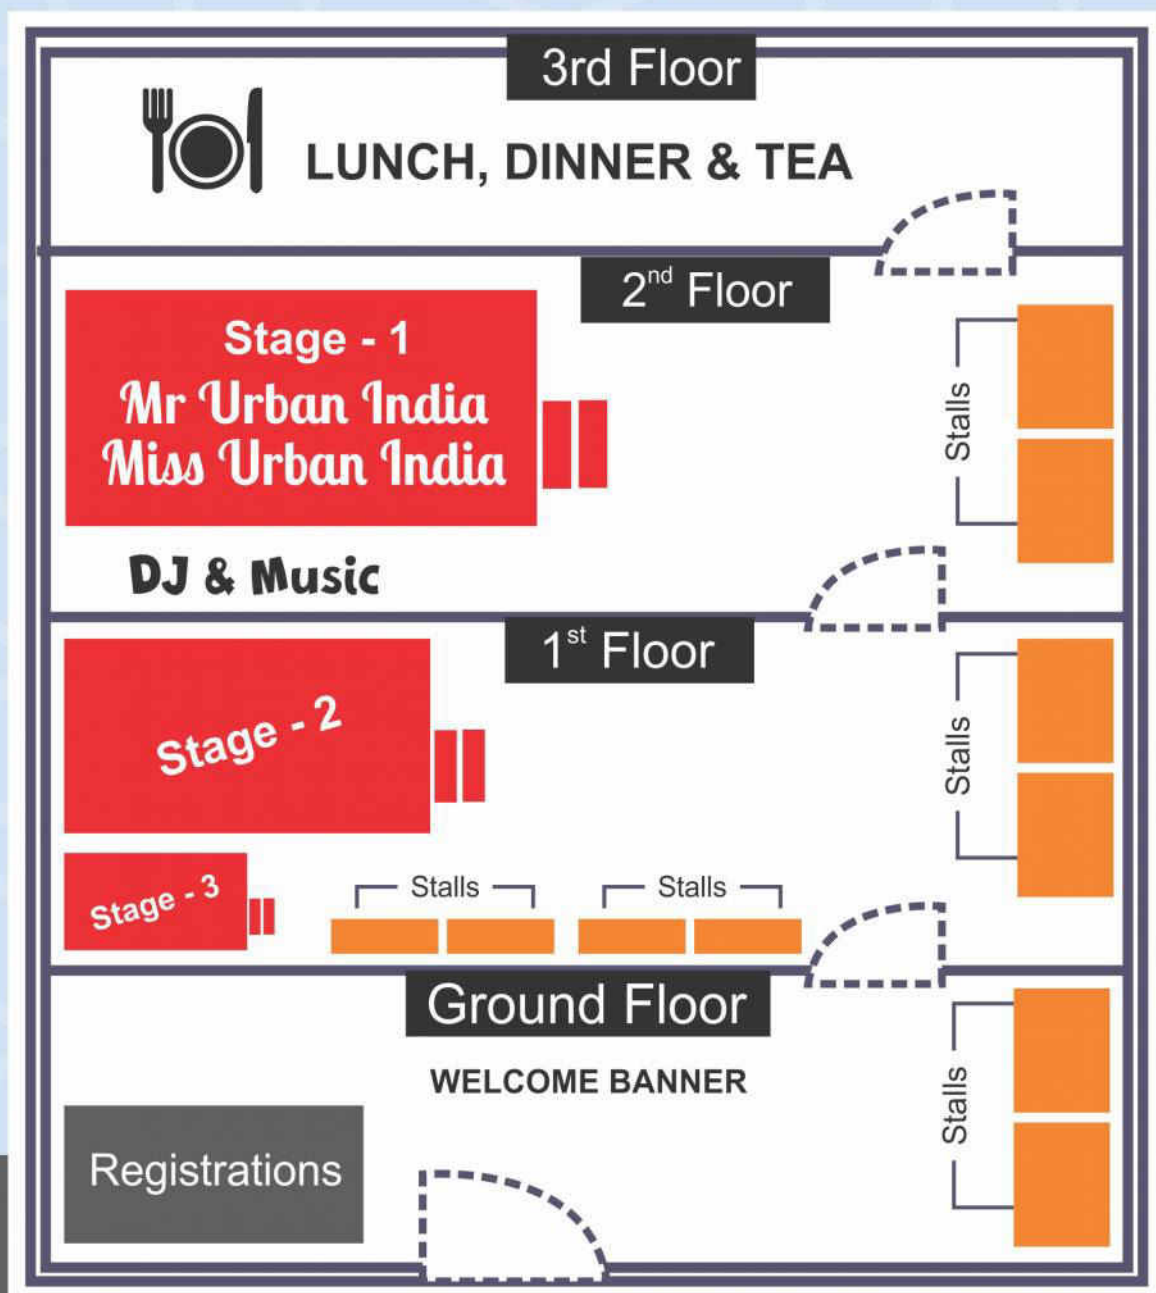 3rd Floor
LUNCH, DINNER & TEA
2nd Floor
Stage - 1
Mr Urban India
Miss Urban India
Stalls
DJ & Music
1st Floor
Stage - 2
Stalls
Stage - 3
Stalls
Stalls
Ground Floor
WELCOME BANNER
Stalls
Registrations